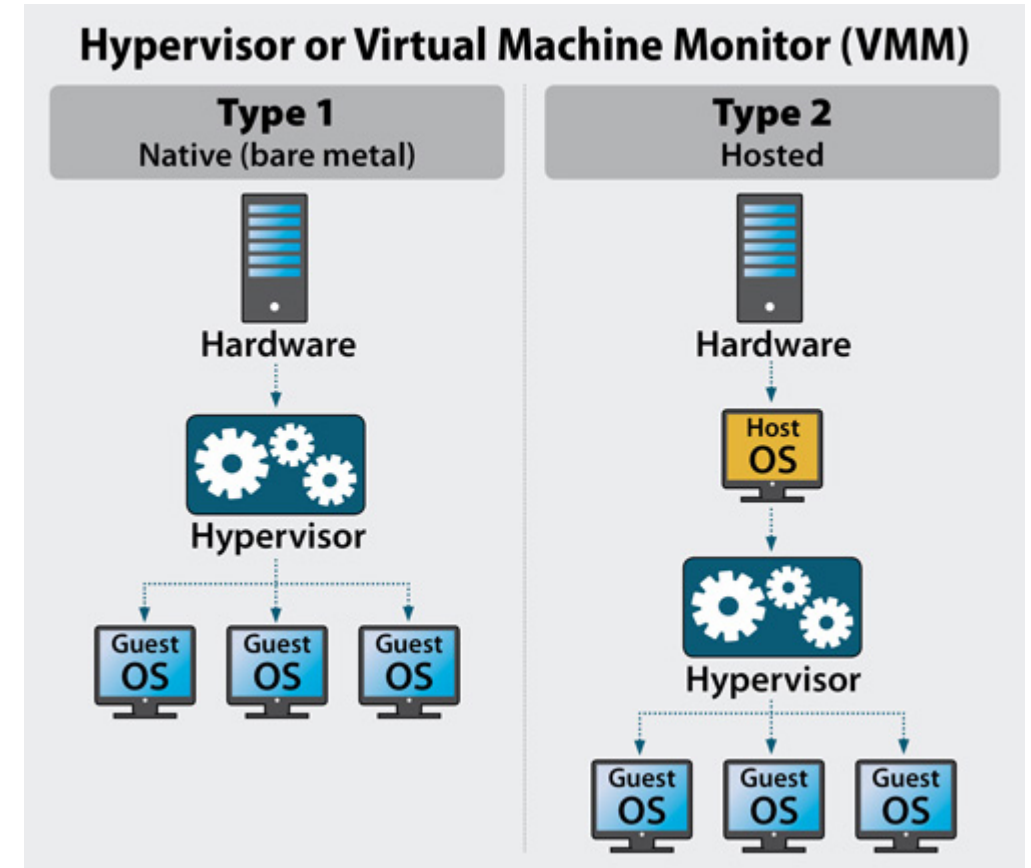 Hypervisor or Virtual Machine Monitor (VMM)
Type 1
Native (bare metal)
Hardware
Hypervisor
Guest
OS
Guest
OS
Guest
OS
Type 2
Hosted
Hardware
Host
OS
Hypervisor
Guest
OS
Guest
OS
Guest
OS